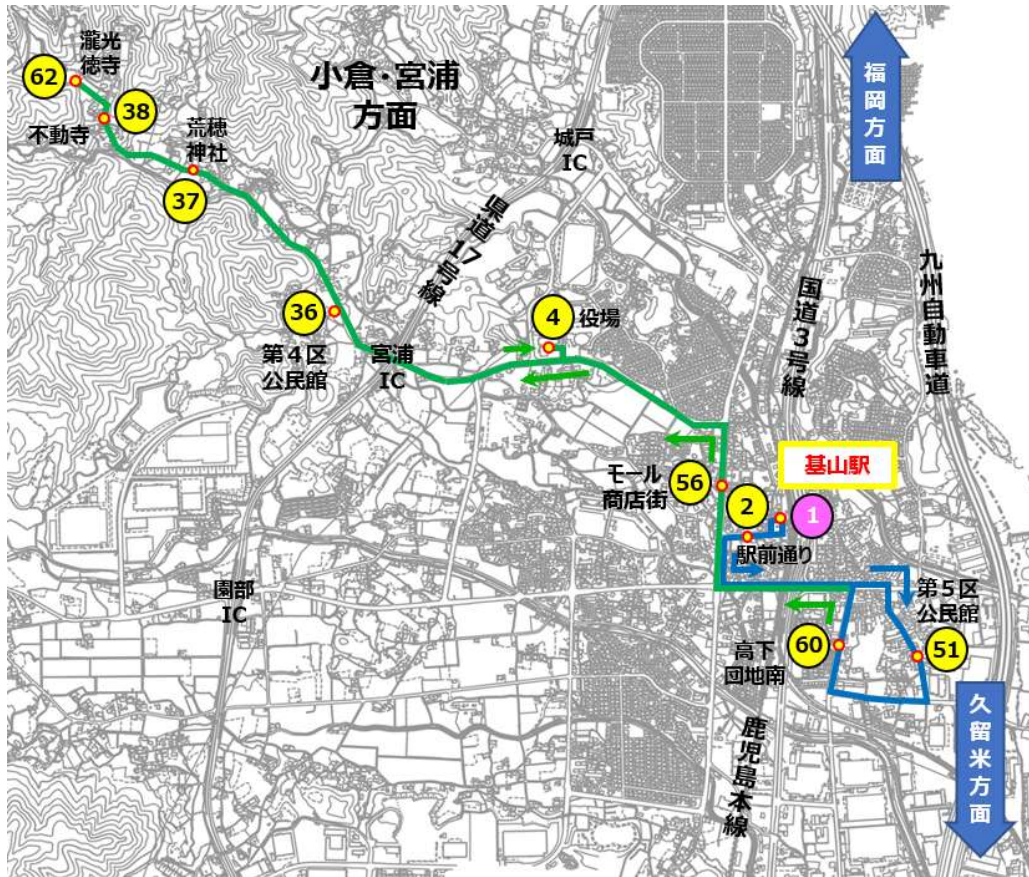 瀧光
徳寺
62
38
不動寺
荒穂
神社
37
小倉・宮浦
方面
城戸
IC
福岡方面
県道17号線
国道3号線
九州自動車道
36
第4区
公民館
宮浦
IC
4
役場
モール
商店街
56
2
基山駅
1
駅前通り
園部
IC
第5区
公民館
高下
団地南
60
51
鹿児島本線
久留米方面